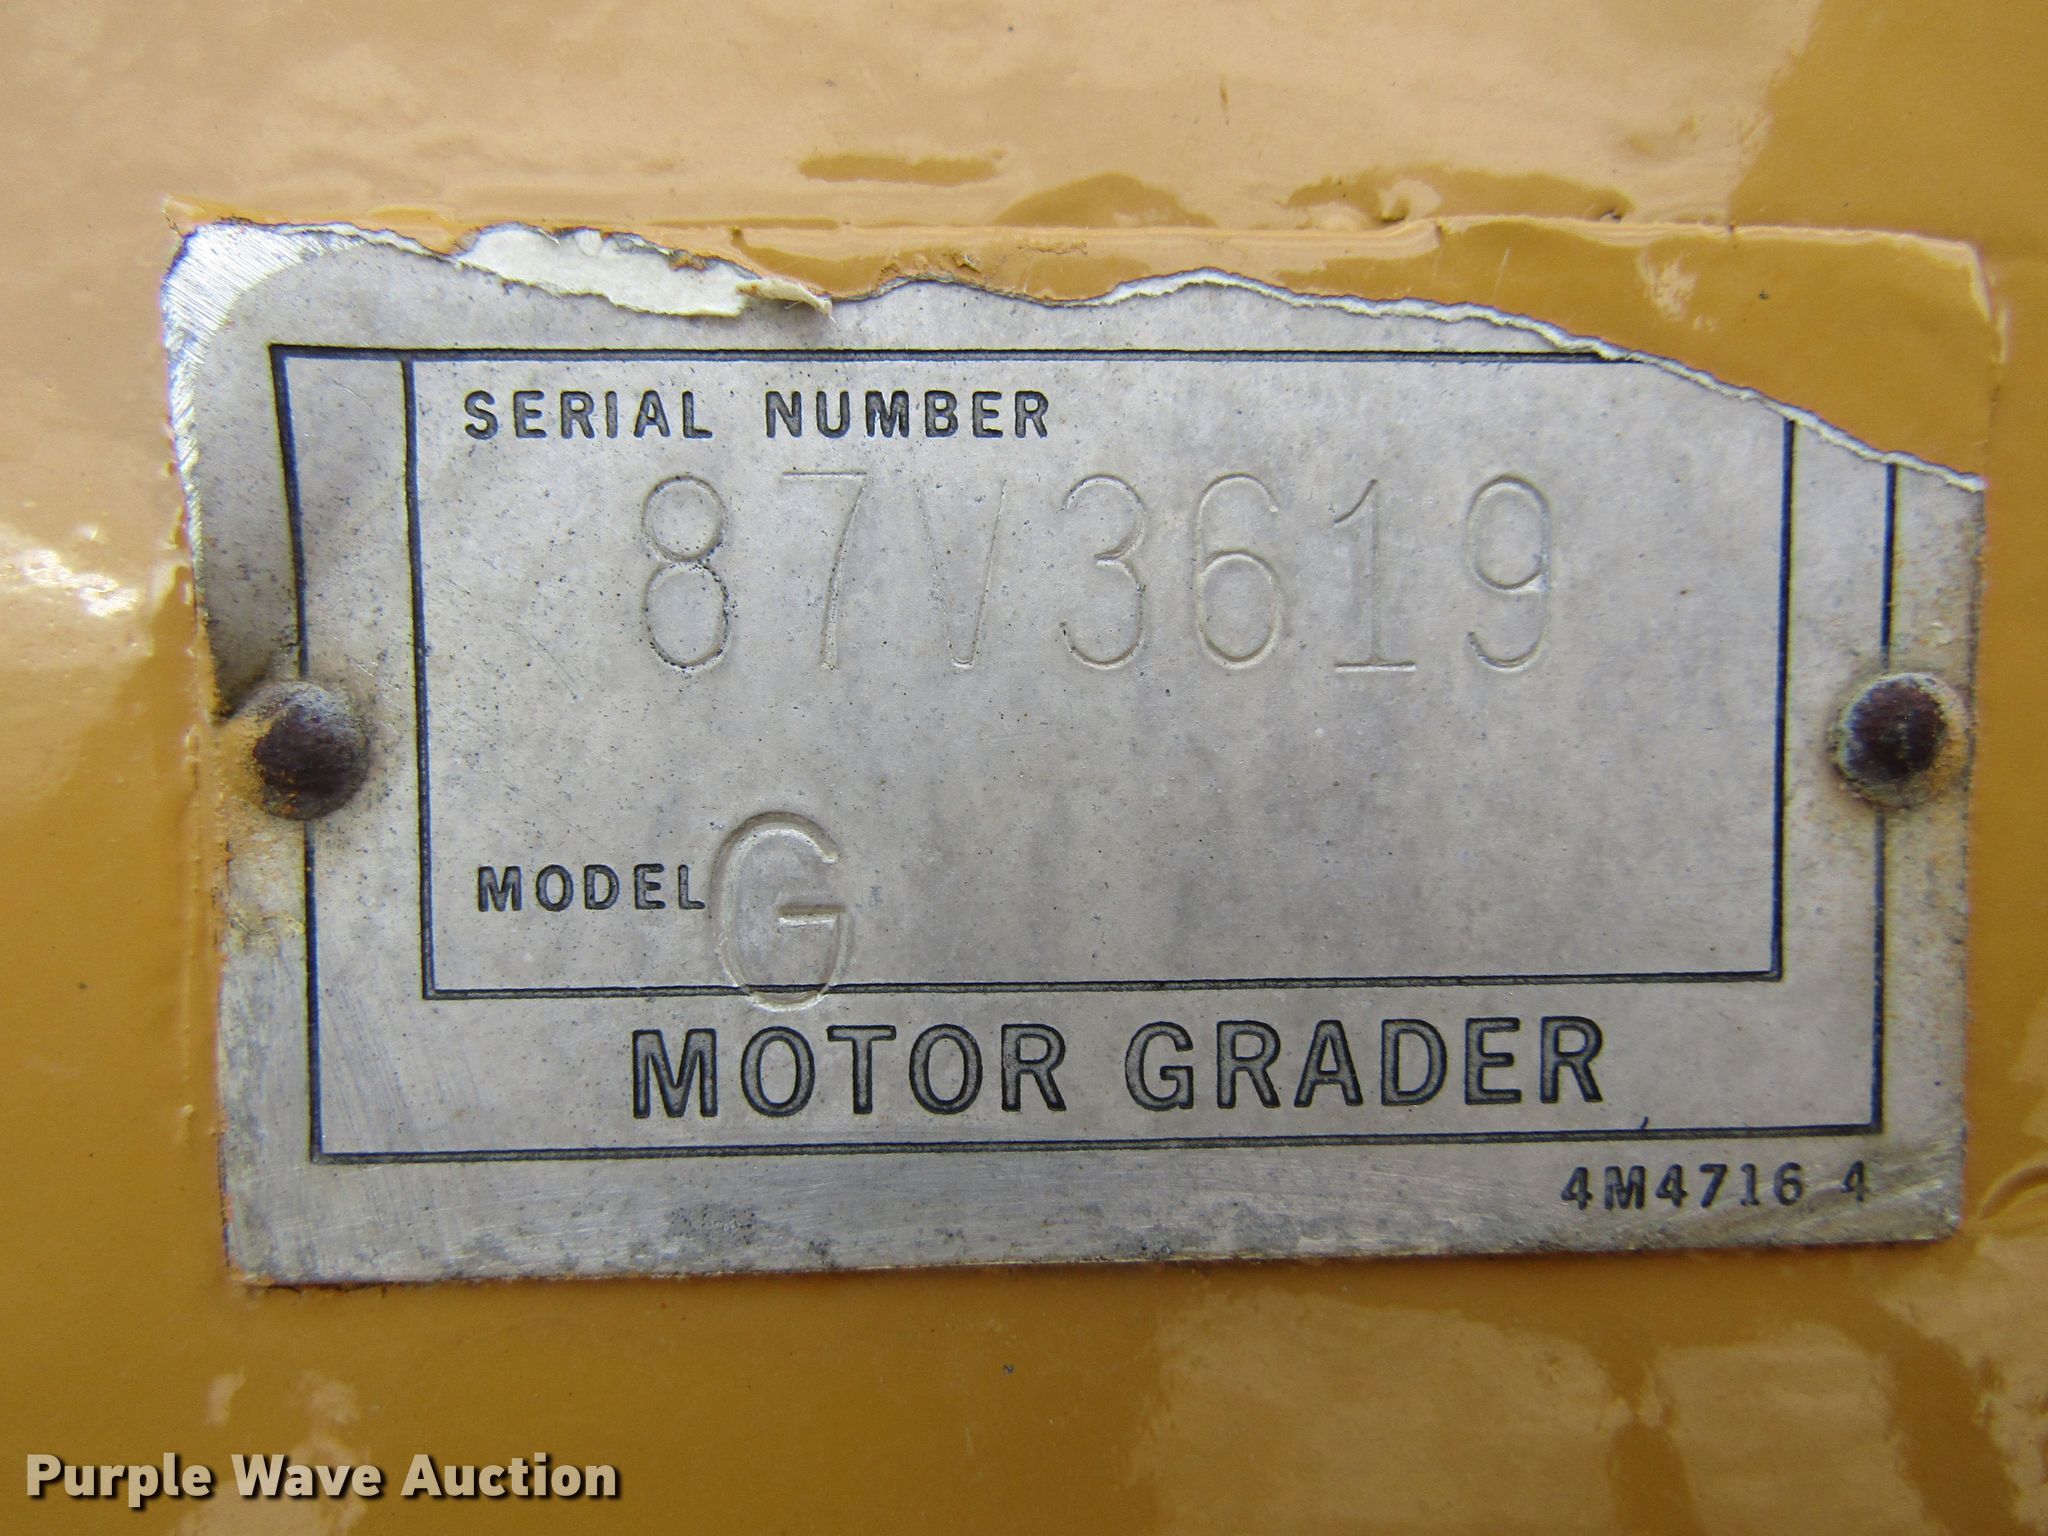 SERIAL NUMBER
87V3619
MODEL G
MOTOR GRADER
4M4716 4
Purple Wave Auction